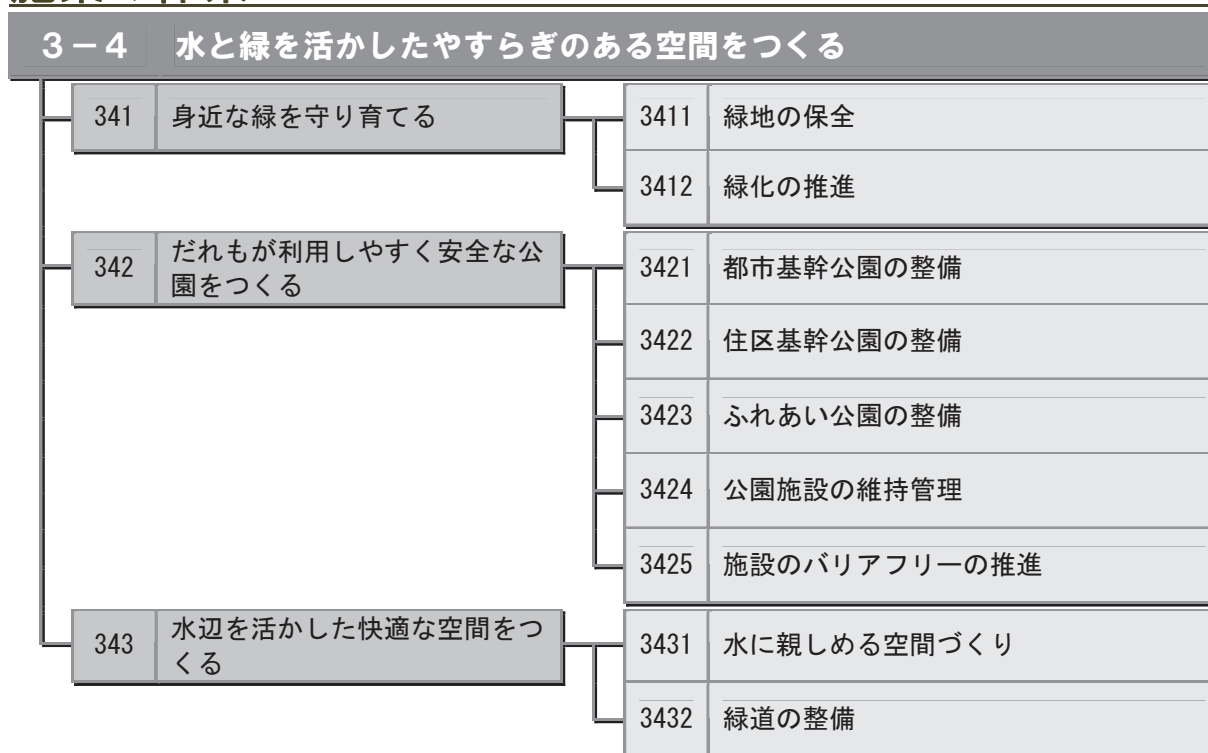 3－4 水と緑を活かしたやすらぎのある空間をつくる
341 身近な緑を守り育てる
3411 緑地の保全
3412 緑化の推進
342 だれもが利用しやすく安全な公
園をつくる
3421 都市基幹公園の整備
3422 住区基幹公園の整備
3423 ふれあい公園の整備
3424 公園施設の維持管理
3425 施設のバリアフリーの推進
343 水辺を活かした快適な空間をつ
くる
3431 水に親しめる空間づくり
3432 緑道の整備